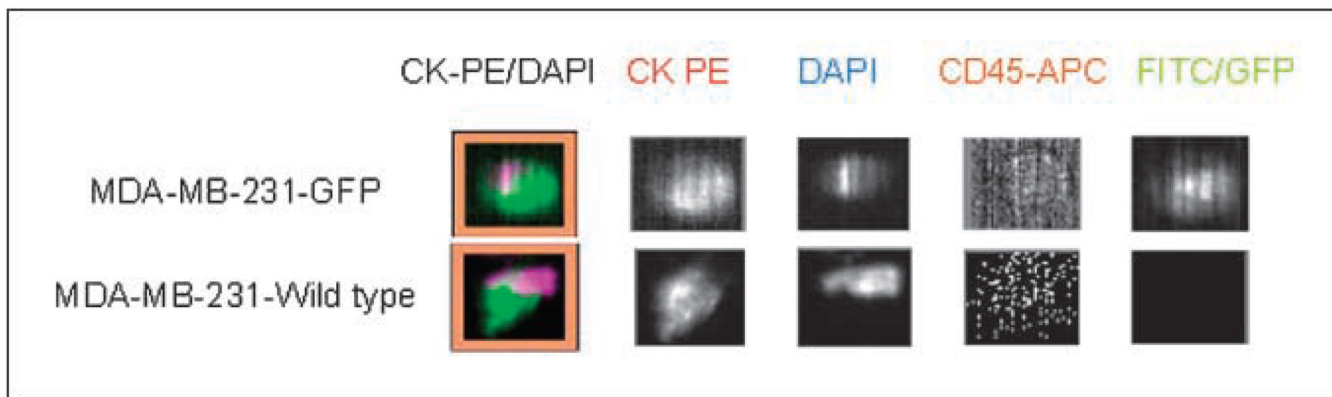 CK-PE/DAPI CK PE DAPI CD45-APC FITC/GFP
MDA-MB-231-GFP
MDA-MB-231-Wild type